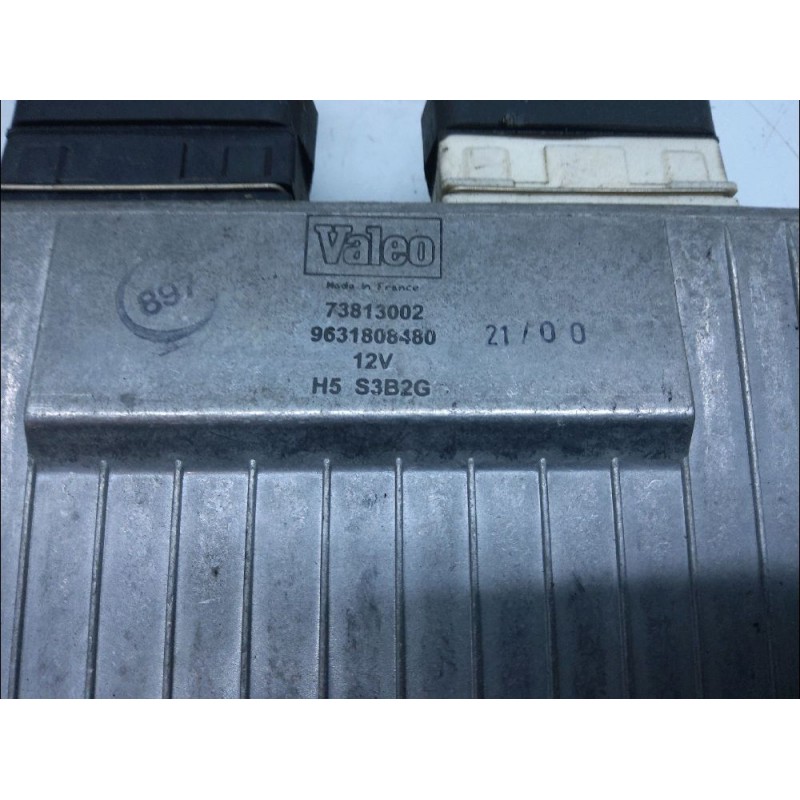 Valeo
Made in France
897
73813002
9631808480
21/00
12V
H5 S3B2G